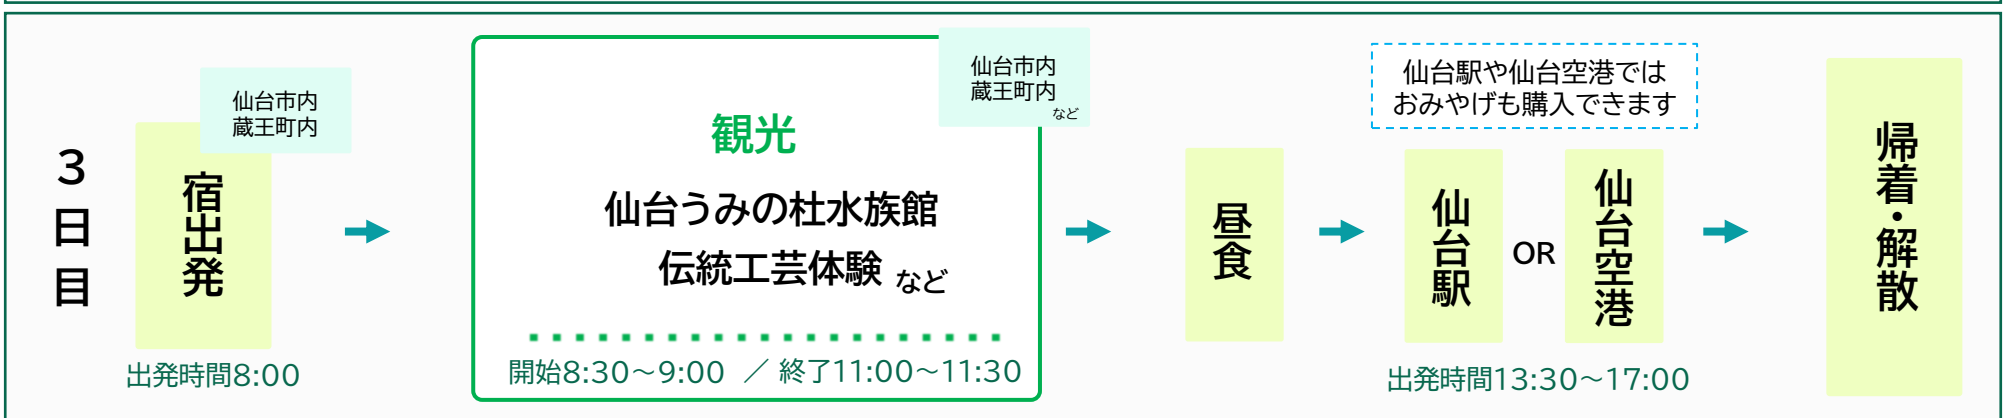 3日目
仙台市内
蔵王町内
宿出発
出発時間8:00
仙台市内
蔵王町内
など
観光
仙台うみの杜水族館
伝統工芸体験 など
開始8:30～9:00 ／ 終了11:00～11:30
昼食
仙台駅や仙台空港では
おみやげも購入できます
仙台駅
OR
仙台空港
出発時間13:30～17:00
帰着・解散